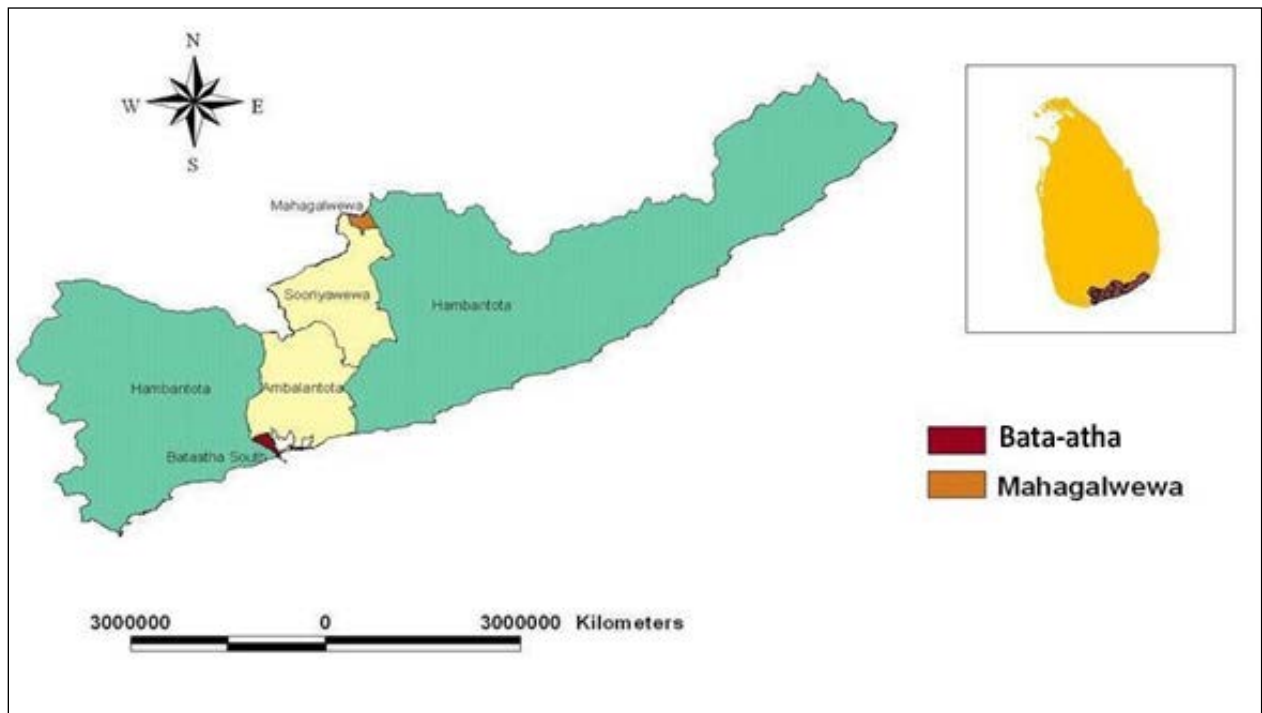 N
W E
S
Mahagalwewa
Sooriyawewa
Hambantota
Hambantota
Ambalantota
Bataatha South
Bata-atha
Mahagalwewa
3000000 0 3000000 Kilometers